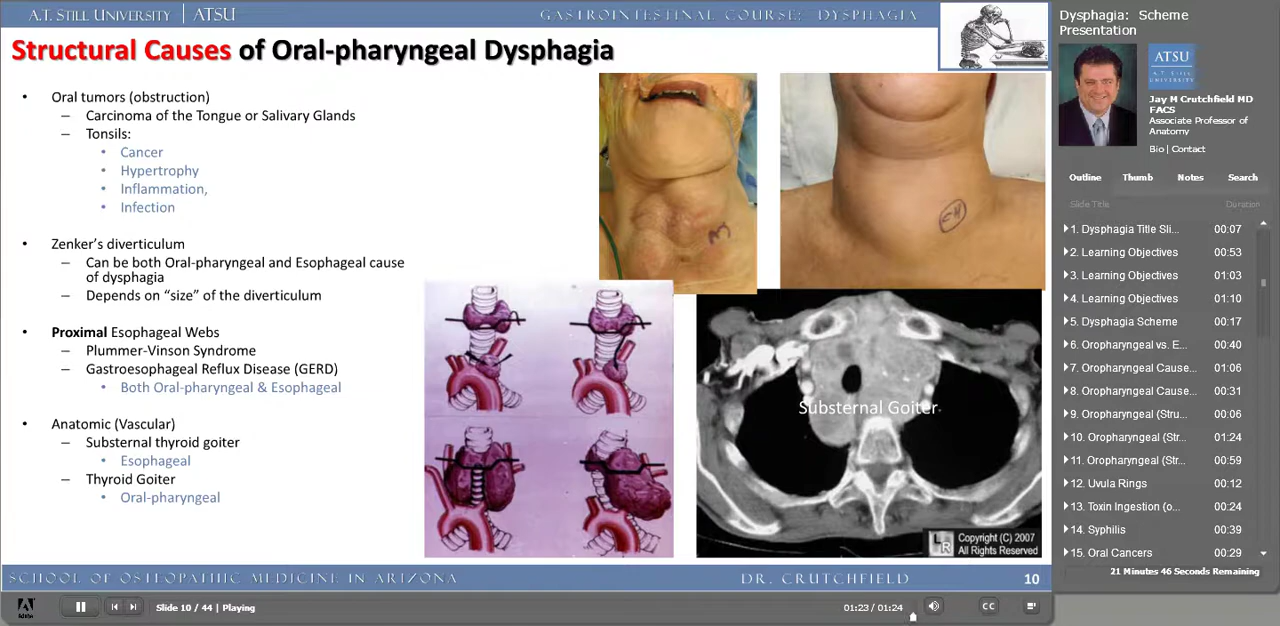 A.T. STILL UNIVERSITY | ATSU
GASTROINTESTINAL COURSE: DYSPHAGIA
Structural Causes of Oral-pharyngeal Dysphagia
• Oral tumors (obstruction)
– Carcinoma of the Tongue or Salivary Glands
– Tonsils:
• Cancer
• Hypertrophy
• Inflammation,
• Infection
• Zenker's diverticulum
– Can be both Oral-pharyngeal and Esophageal cause
of dysphagia
– Depends on “size” of the diverticulum
• Proximal Esophageal Webs
– Plummer-Vinson Syndrome
– Gastroesophageal Reflux Disease (GERD)
• Both Oral-pharyngeal & Esophageal
• Anatomic (Vascular)
– Substernal thyroid goiter
• Esophageal
– Thyroid Goiter
• Oral-pharyngeal
Substernal Goiter
LR
Copyright (C) 2007
All Rights Reserved
SCHOOL OF OSTEOPATHIC MEDICINE IN ARIZONA
DR. CRUTCHFIELD
10
Adobe
Slide 10 / 44 | Playing
01:23 / 01:24
CC
Dysphagia: Scheme
Presentation
ATSU
A.T. STILL
UNIVERSITY
Jay M Crutchfield MD
FACS
Associate Professor of
Anatomy
Bio | Contact
Outline Thumb Notes Search
Slide Title Duration
1. Dysphagia Title Sli... 00:07
2. Learning Objectives 00:53
3. Learning Objectives 01:03
4. Learning Objectives 01:10
5. Dysphagia Scheme 00:17
6. Oropharyngeal vs. E... 00:40
7. Oropharyngeal Cause... 01:06
8. Oropharyngeal Cause... 00:31
9. Oropharyngeal (Stru... 00:06
10. Oropharyngeal (Str... 01:24
11. Oropharyngeal (Str... 00:59
12. Uvula Rings 00:12
13. Toxin Ingestion (o... 00:24
14. Syphilis 00:39
15. Oral Cancers 00:29
21 Minutes 46 Seconds Remaining